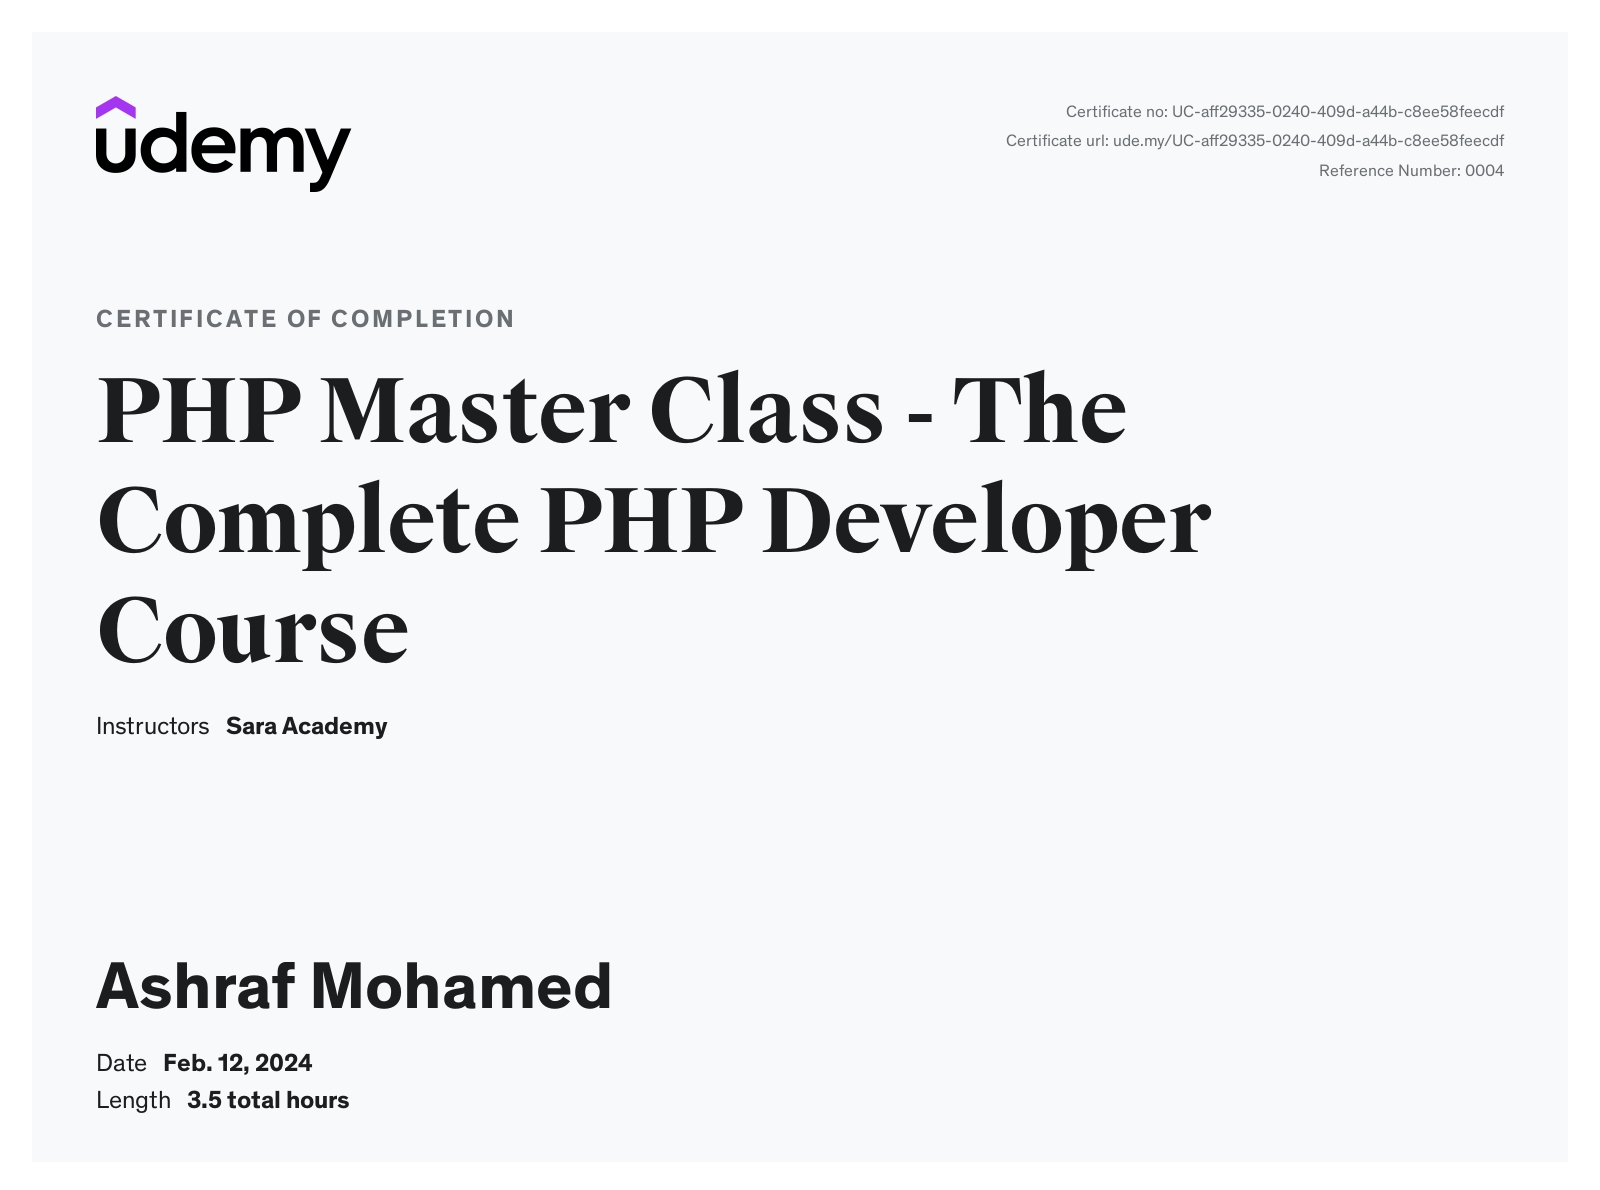 udemy
Certificate no: UC-aff29335-0240-409d-a44b-c8ee58feecdf
Certificate url: ude.my/UC-aff29335-0240-409d-a44b-c8ee58feecdf
Reference Number: 0004
CERTIFICATE OF COMPLETION
PHP Master Class - The
Complete PHP Developer
Course
Instructors Sara Academy
Ashraf Mohamed
Date Feb. 12, 2024
Length 3.5 total hours